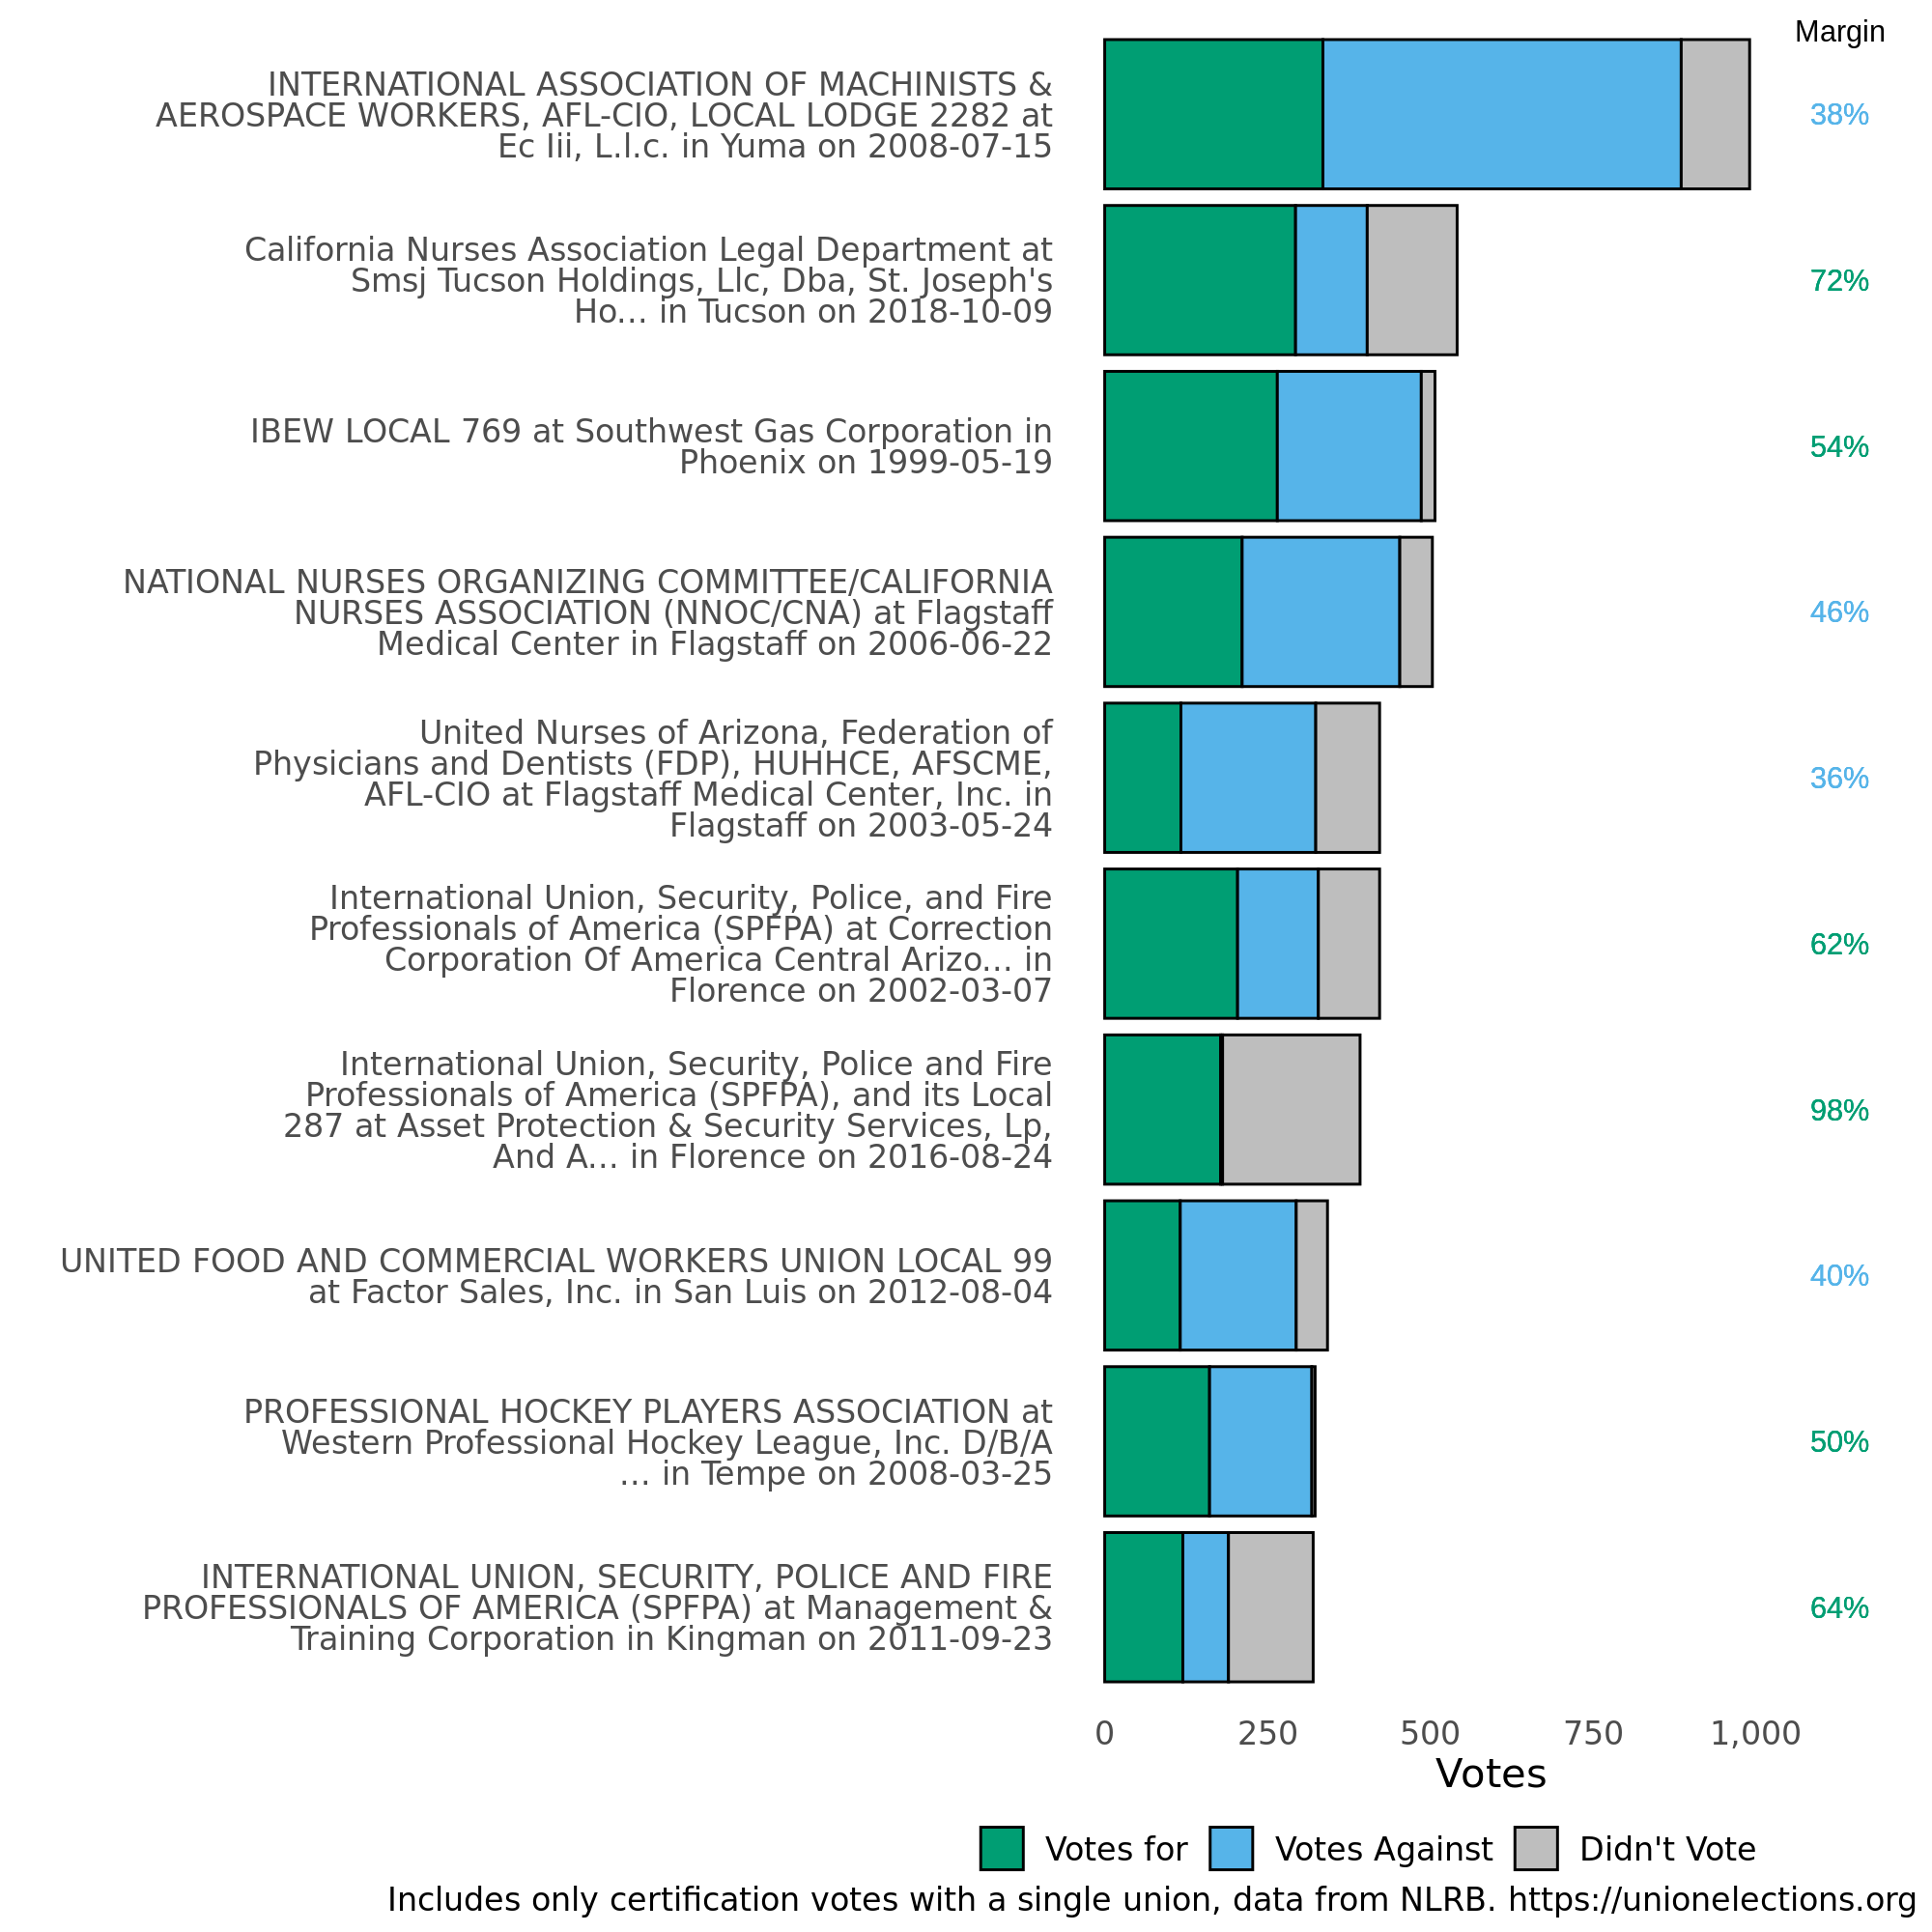 Margin
INTERNATIONAL ASSOCIATION OF MACHINISTS &
AEROSPACE WORKERS, AFL-CIO, LOCAL LODGE 2282 at
Ec Iii, L.l.c. in Yuma on 2008-07-15
38%
California Nurses Association Legal Department at
Smsj Tucson Holdings, Llc, Dba, St. Joseph's
Ho... in Tucson on 2018-10-09
72%
IBEW LOCAL 769 at Southwest Gas Corporation in
Phoenix on 1999-05-19
54%
NATIONAL NURSES ORGANIZING COMMITTEE/CALIFORNIA
NURSES ASSOCIATION (NNOC/CNA) at Flagstaff
Medical Center in Flagstaff on 2006-06-22
46%
United Nurses of Arizona, Federation of
Physicians and Dentists (FDP), HUHHCE, AFSCME,
AFL-CIO at Flagstaff Medical Center, Inc. in
Flagstaff on 2003-05-24
36%
International Union, Security, Police, and Fire
Professionals of America (SPFPA) at Correction
Corporation Of America Central Arizo... in
Florence on 2002-03-07
62%
International Union, Security, Police and Fire
Professionals of America (SPFPA), and its Local
287 at Asset Protection & Security Services, Lp,
And A... in Florence on 2016-08-24
98%
UNITED FOOD AND COMMERCIAL WORKERS UNION LOCAL 99
at Factor Sales, Inc. in San Luis on 2012-08-04
40%
PROFESSIONAL HOCKEY PLAYERS ASSOCIATION at
Western Professional Hockey League, Inc. D/B/A
... in Tempe on 2008-03-25
50%
INTERNATIONAL UNION, SECURITY, POLICE AND FIRE
PROFESSIONALS OF AMERICA (SPFPA) at Management &
Training Corporation in Kingman on 2011-09-23
64%
0 250 500 750 1,000
Votes
Votes for Votes Against Didn't Vote
Includes only certification votes with a single union, data from NLRB. https://unionelections.org